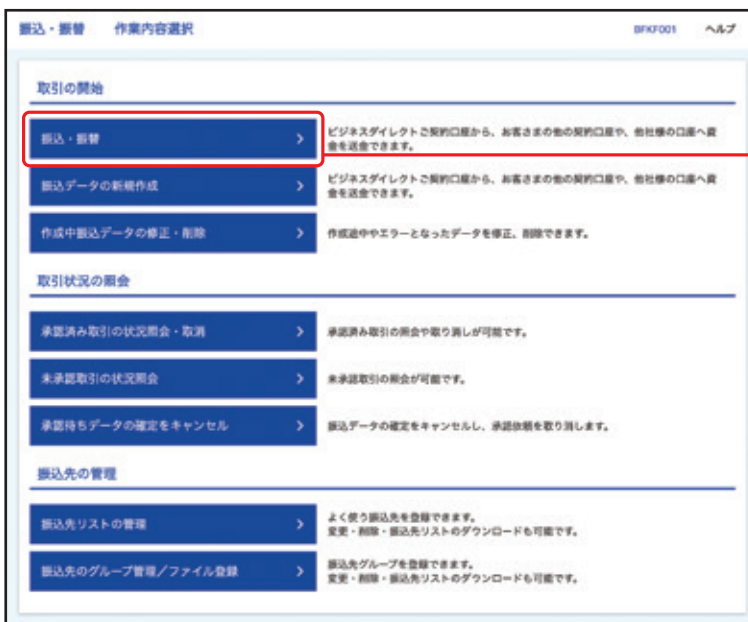 振込・振替 作業内容選択 BFKF001 ヘルプ
取引の開始
振込・振替
ビジネスダイレクトご契約口座から、お客さまの他の契約口座や、他社様の口座へ資
金を送金できます。
振込データの新規作成
ビジネスダイレクトご契約口座から、お客さまの他の契約口座や、他社様の口座へ資
金を送金できます。
作成中振込データの修正・削除
作成途中やエラーとなったデータを修正、削除できます。
取引状況の照会
承認済み取引の状況照会・取消
承認済み取引の照会や取り消しが可能です。
未承認取引の状況照会
未承認取引の照会が可能です。
承認待ちデータの確定をキャンセル
振込データの確定をキャンセルし、承認依頼を取り消します。
振込先の管理
振込先リストの管理
よく使う振込先を登録できます。
変更・削除・振込先リストのダウンロードも可能です。
振込先のグループ管理/ファイル登録
振込先グループを登録できます。
変更・削除・振込先リストのダウンロードも可能です。